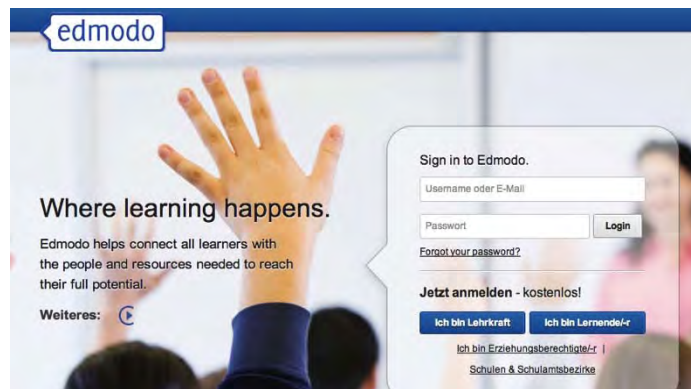 edmodo
Where learning happens.
Edmodo helps connect all learners with
the people and resources needed to reach
their full potential.
Weiteres:
Sign in to Edmodo.
Username oder E-Mail
Passwort
Login
Forgot your password?
Jetzt anmelden - kostenlos!
Ich bin Lehrkraft
Ich bin Lernende/-r
Ich bin Erziehungsberechtigte/-r |
Schulen & Schulamtsbezirke